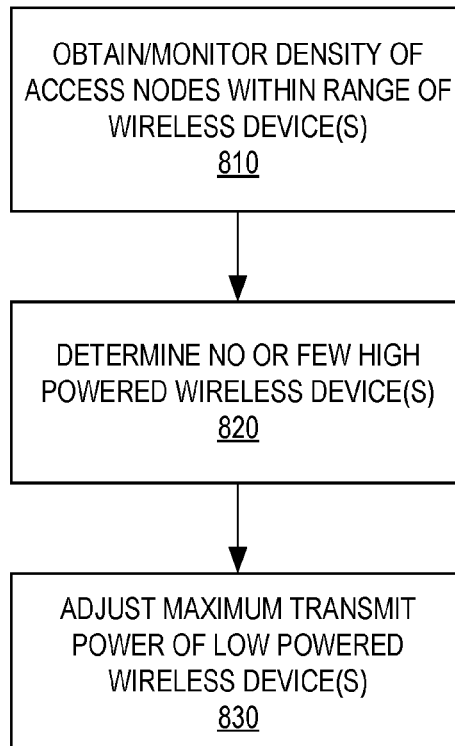 OBTAIN/MONITOR DENSITY OF
ACCESS NODES WITHIN RANGE OF
WIRELESS DEVICE(S)
810
DETERMINE NO OR FEW HIGH
POWERED WIRELESS DEVICE(S)
820
ADJUST MAXIMUM TRANSMIT
POWER OF LOW POWERED
WIRELESS DEVICE(S)
830